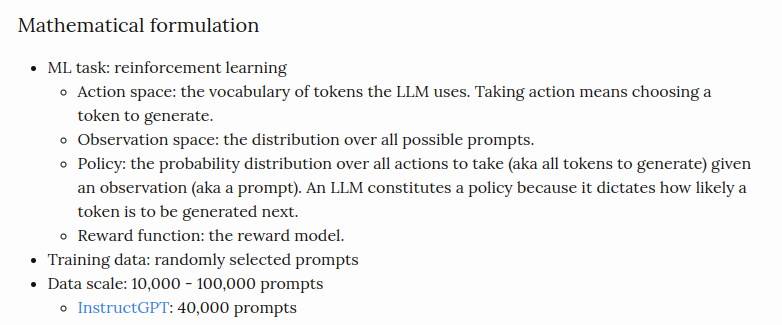 Mathematical formulation
• ML task: reinforcement learning
◦ Action space: the vocabulary of tokens the LLM uses. Taking action means choosing a
token to generate.
◦ Observation space: the distribution over all possible prompts.
◦ Policy: the probability distribution over all actions to take (aka all tokens to generate) given
an observation (aka a prompt). An LLM constitutes a policy because it dictates how likely a
token is to be generated next.
◦ Reward function: the reward model.
• Training data: randomly selected prompts
• Data scale: 10,000 - 100,000 prompts
◦ InstructGPT: 40,000 prompts